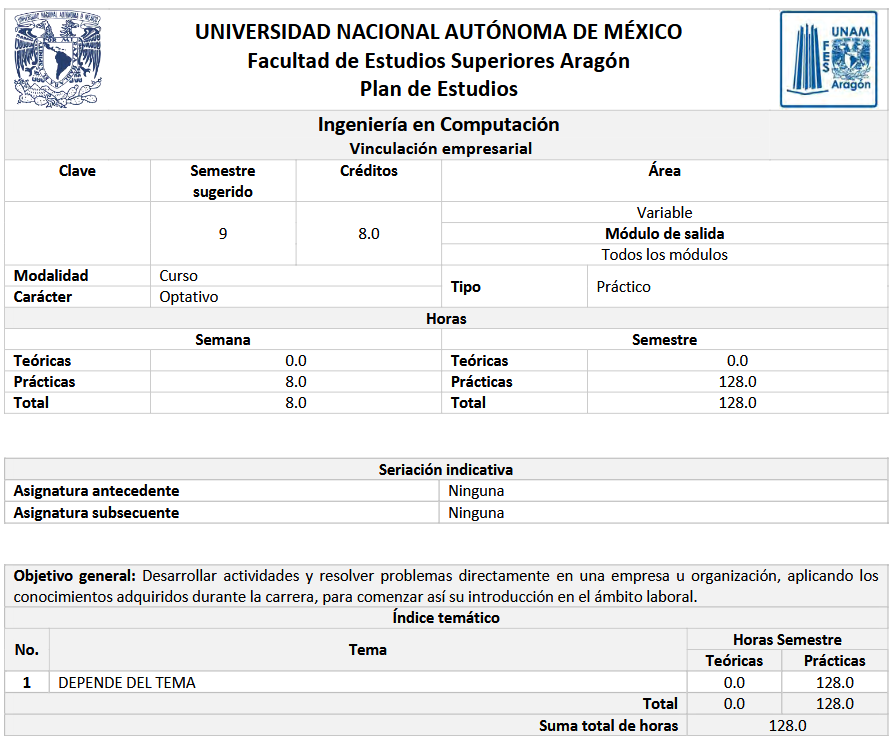 UNIVERSIDAD NACIONAL AUTÓNOMA DE MÉXICO
Facultad de Estudios Superiores Aragón
Plan de Estudios
UNAM
FES
Aragón
Ingeniería en Computación
Vinculación empresarial
Clave Semestre sugerido Créditos Área
9 8.0 Variable
Módulo de salida
Todos los módulos
Modalidad Curso Tipo Práctico
Carácter Optativo
Horas
Semana Semestre
Teóricas 0.0 Teóricas 0.0
Prácticas 8.0 Prácticas 128.0
Total 8.0 Total 128.0
Seriación indicativa
Asignatura antecedente Ninguna
Asignatura subsecuente Ninguna
Objetivo general: Desarrollar actividades y resolver problemas directamente en una empresa u organización, aplicando los
conocimientos adquiridos durante la carrera, para comenzar así su introducción en el ámbito laboral.
Índice temático
No. Tema Horas Semestre
Teóricas Prácticas
1 DEPENDE DEL TEMA 0.0 128.0
Total 0.0 128.0
Suma total de horas 128.0